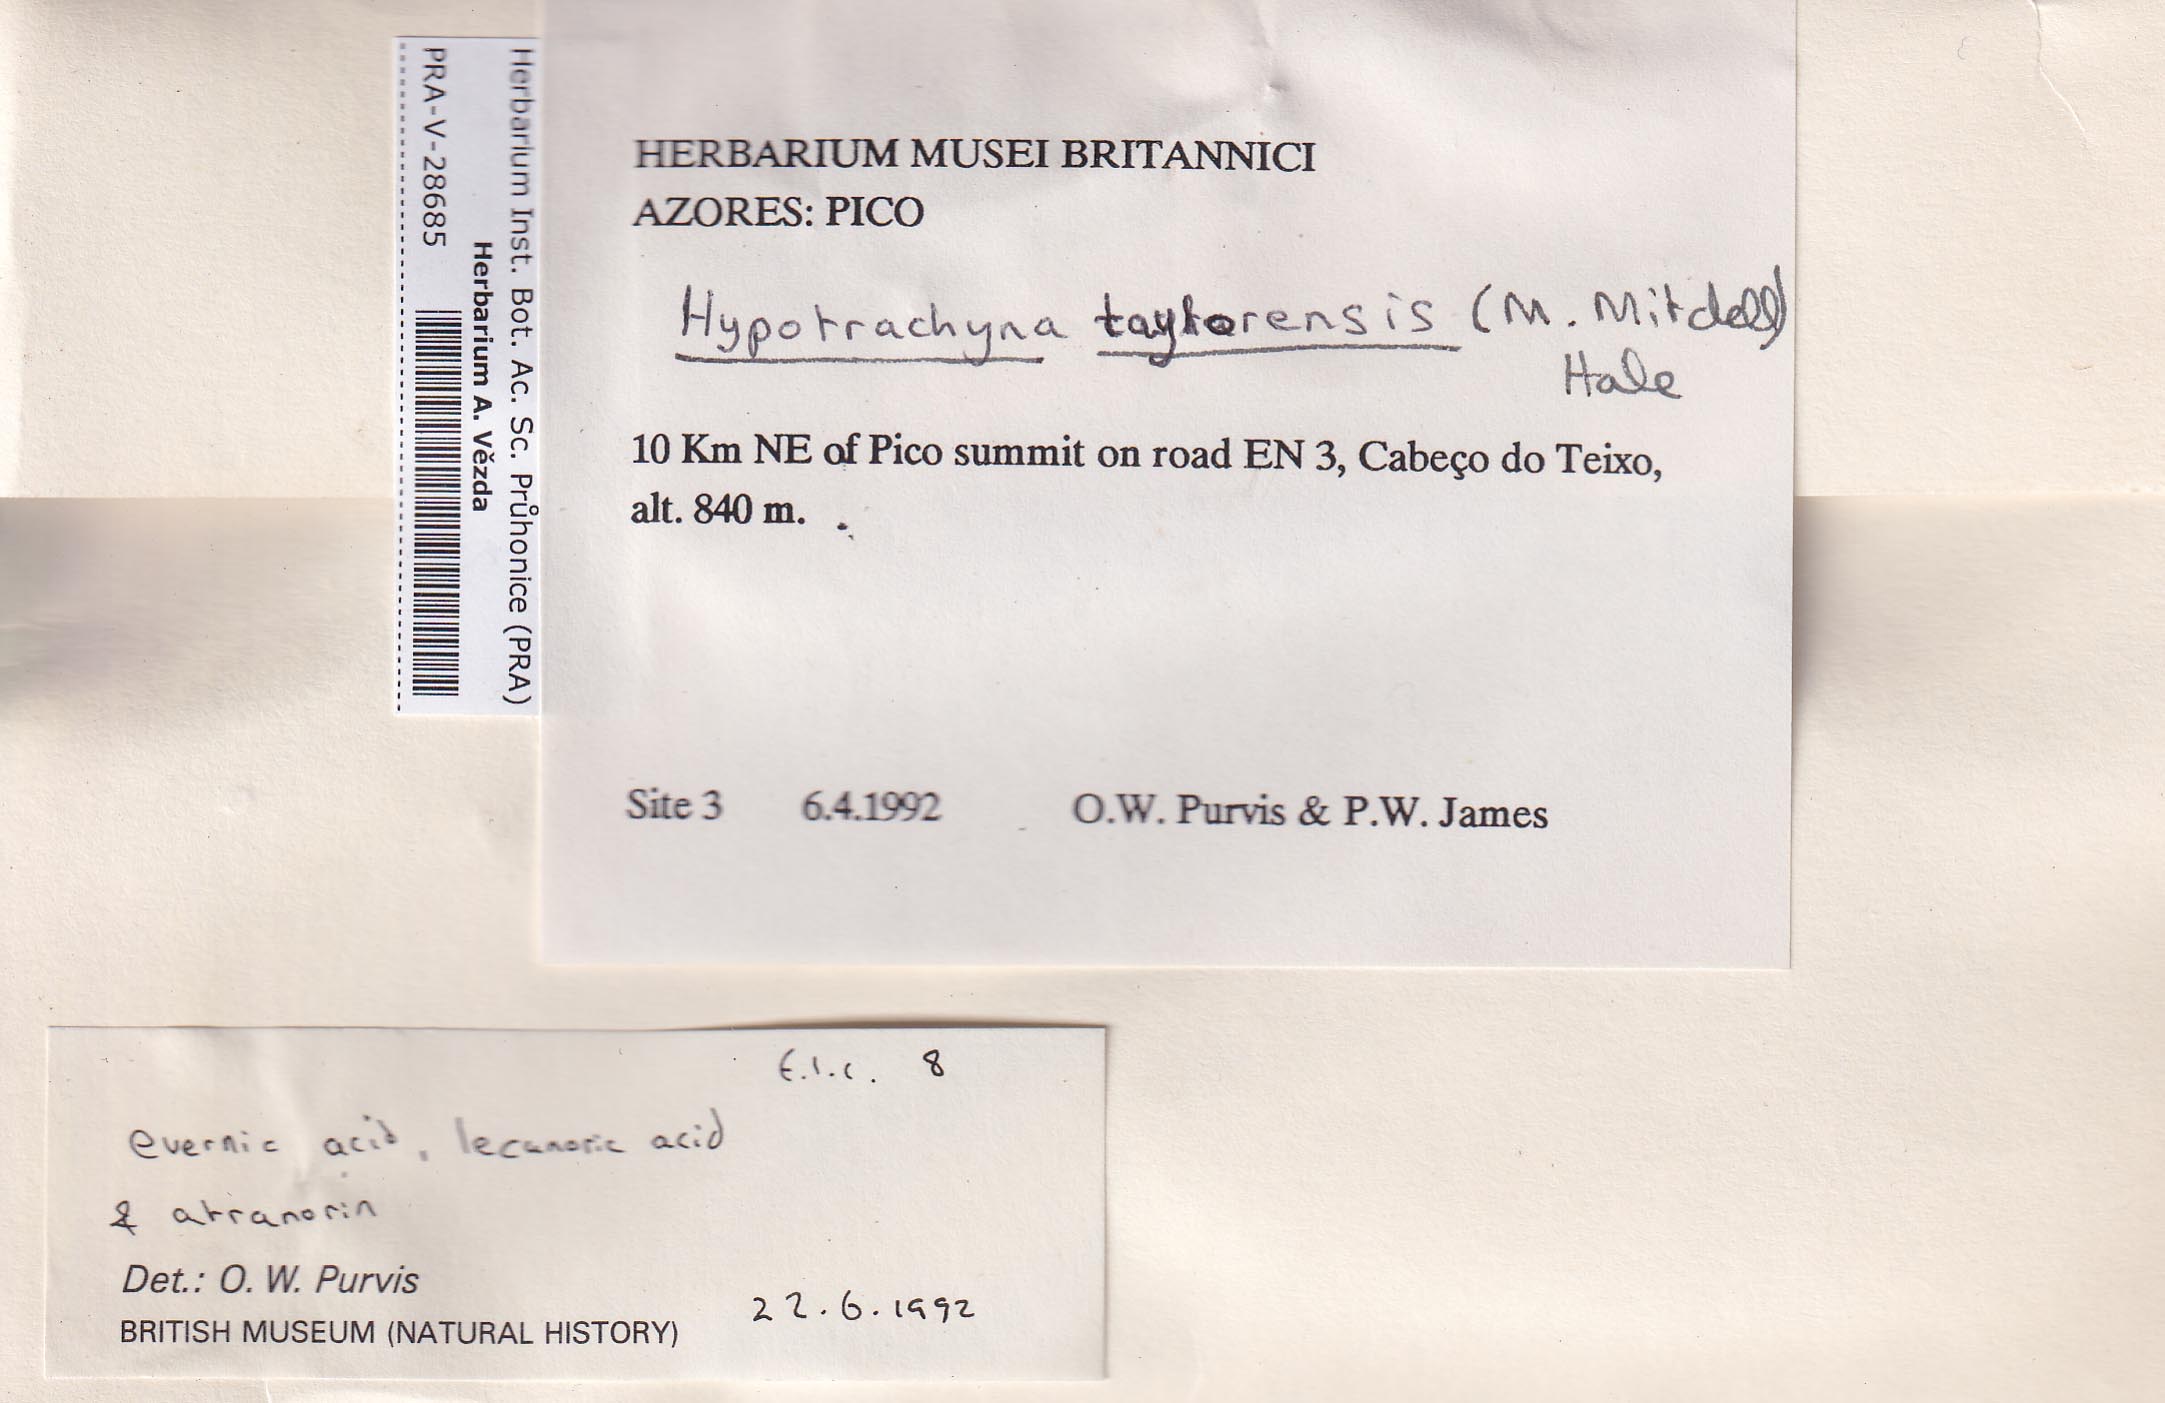 Herbarium Inst. Bot. Ac. Sc. Průhonice (PRA)
Herbarium A. Vězda
PRA-V-28685
HERBARIUM MUSEI BRITANNICI
AZORES: PICO
Hypotrachyna taylorensis (M. Mitchell)
Hale
10 Km NE of Pico summit on road EN 3, Cabeço do Teixo,
alt. 840 m.
Site 3 6.4.1992 O.W. Purvis & P.W. James
t.l.c. 8
evernic acid, lecanoric acid
& atranorin
Det.: O. W. Purvis
BRITISH MUSEUM (NATURAL HISTORY) 22.6.1992